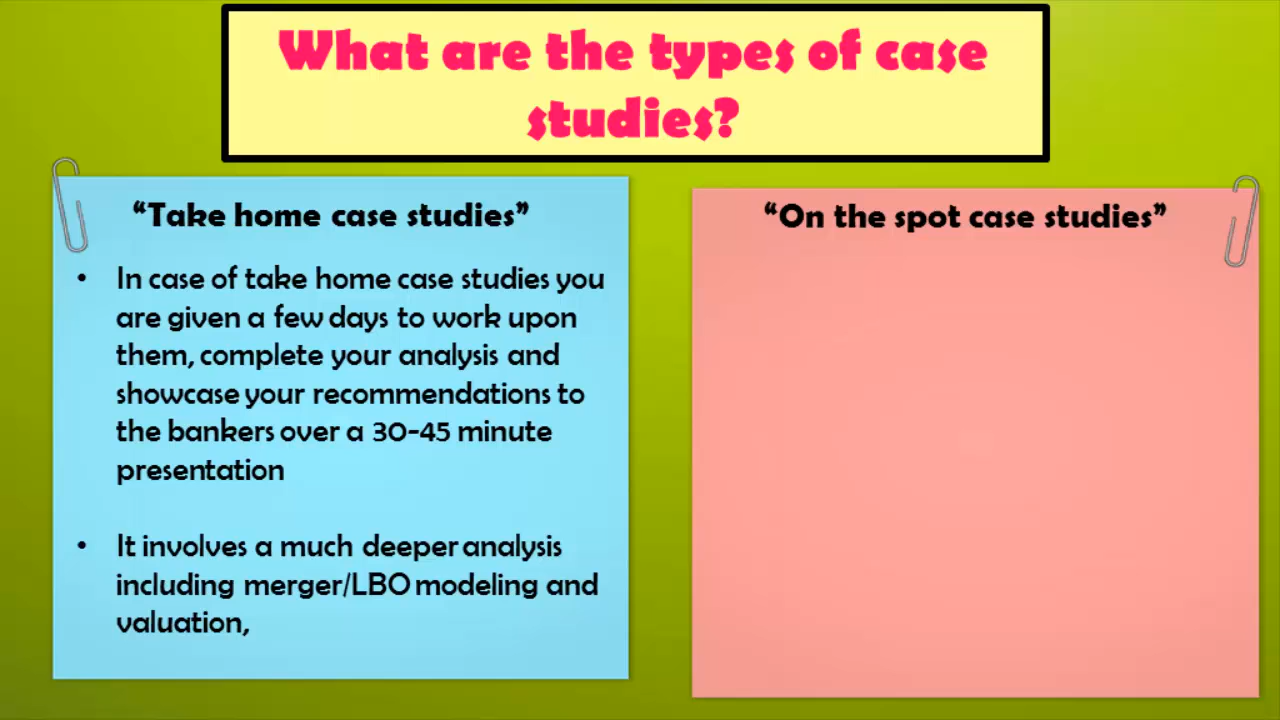 What are the types of case
studies?
“Take home case studies”
• In case of take home case studies you
are given a few days to work upon
them, complete your analysis and
showcase your recommendations to
the bankers over a 30-45 minute
presentation
• It involves a much deeper analysis
including merger/LBO modeling and
valuation,
“On the spot case studies”